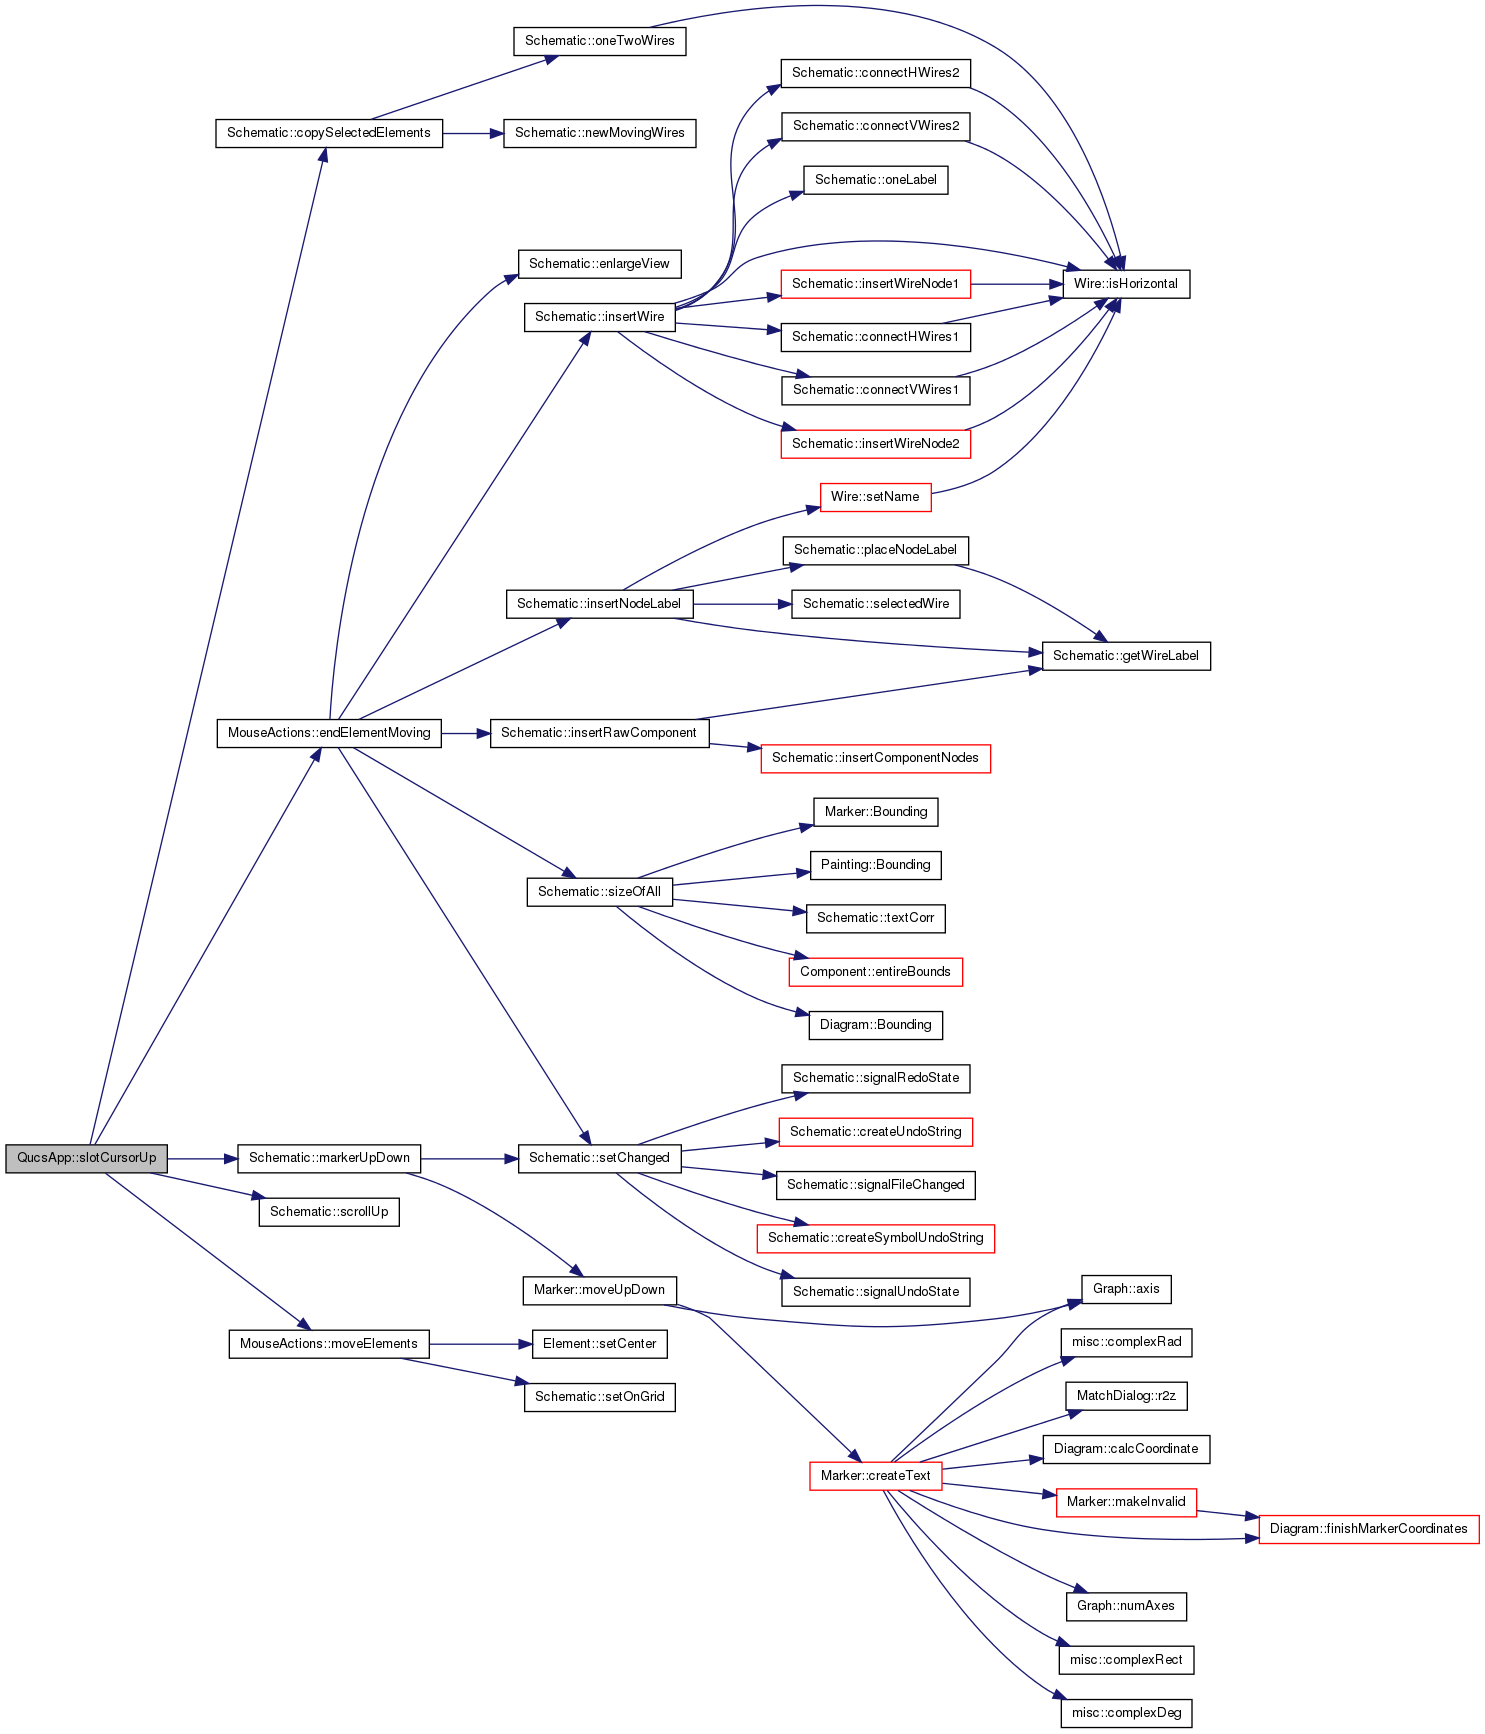 Schematic::oneTwoWires
Schematic::connectHWires2
Schematic::connectVWires2
Schematic::copySelectedElements
Schematic::newMovingWires
Schematic::oneLabel
Schematic::enlargeView
Schematic::insertWireNode1
Wire::isHorizontal
Schematic::insertWire
Schematic::connectHWires1
Schematic::connectVWires1
Schematic::insertWireNode2
Wire::setName
Schematic::placeNodeLabel
Schematic::insertNodeLabel
Schematic::selectedWire
Schematic::getWireLabel
MouseActions::endElementMoving
Schematic::insertRawComponent
Schematic::insertComponentNodes
Marker::Bounding
Painting::Bounding
Schematic::sizeOfAll
Schematic::textCorr
Component::entireBounds
Diagram::Bounding
Schematic::signalRedoState
Schematic::createUndoString
QucsApp::slotCursorUp
Schematic::markerUpDown
Schematic::setChanged
Schematic::signalFileChanged
Schematic::scrollUp
Schematic::createSymbolUndoString
Schematic::signalUndoState
Marker::moveUpDown
Graph::axis
MouseActions::moveElements
Element::setCenter
misc::complexRad
Schematic::setOnGrid
MatchDialog::r2z
Diagram::calcCoordinate
Marker::createText
Marker::makeInvalid
Diagram::finishMarkerCoordinates
Graph::numAxes
misc::complexRect
misc::complexDeg